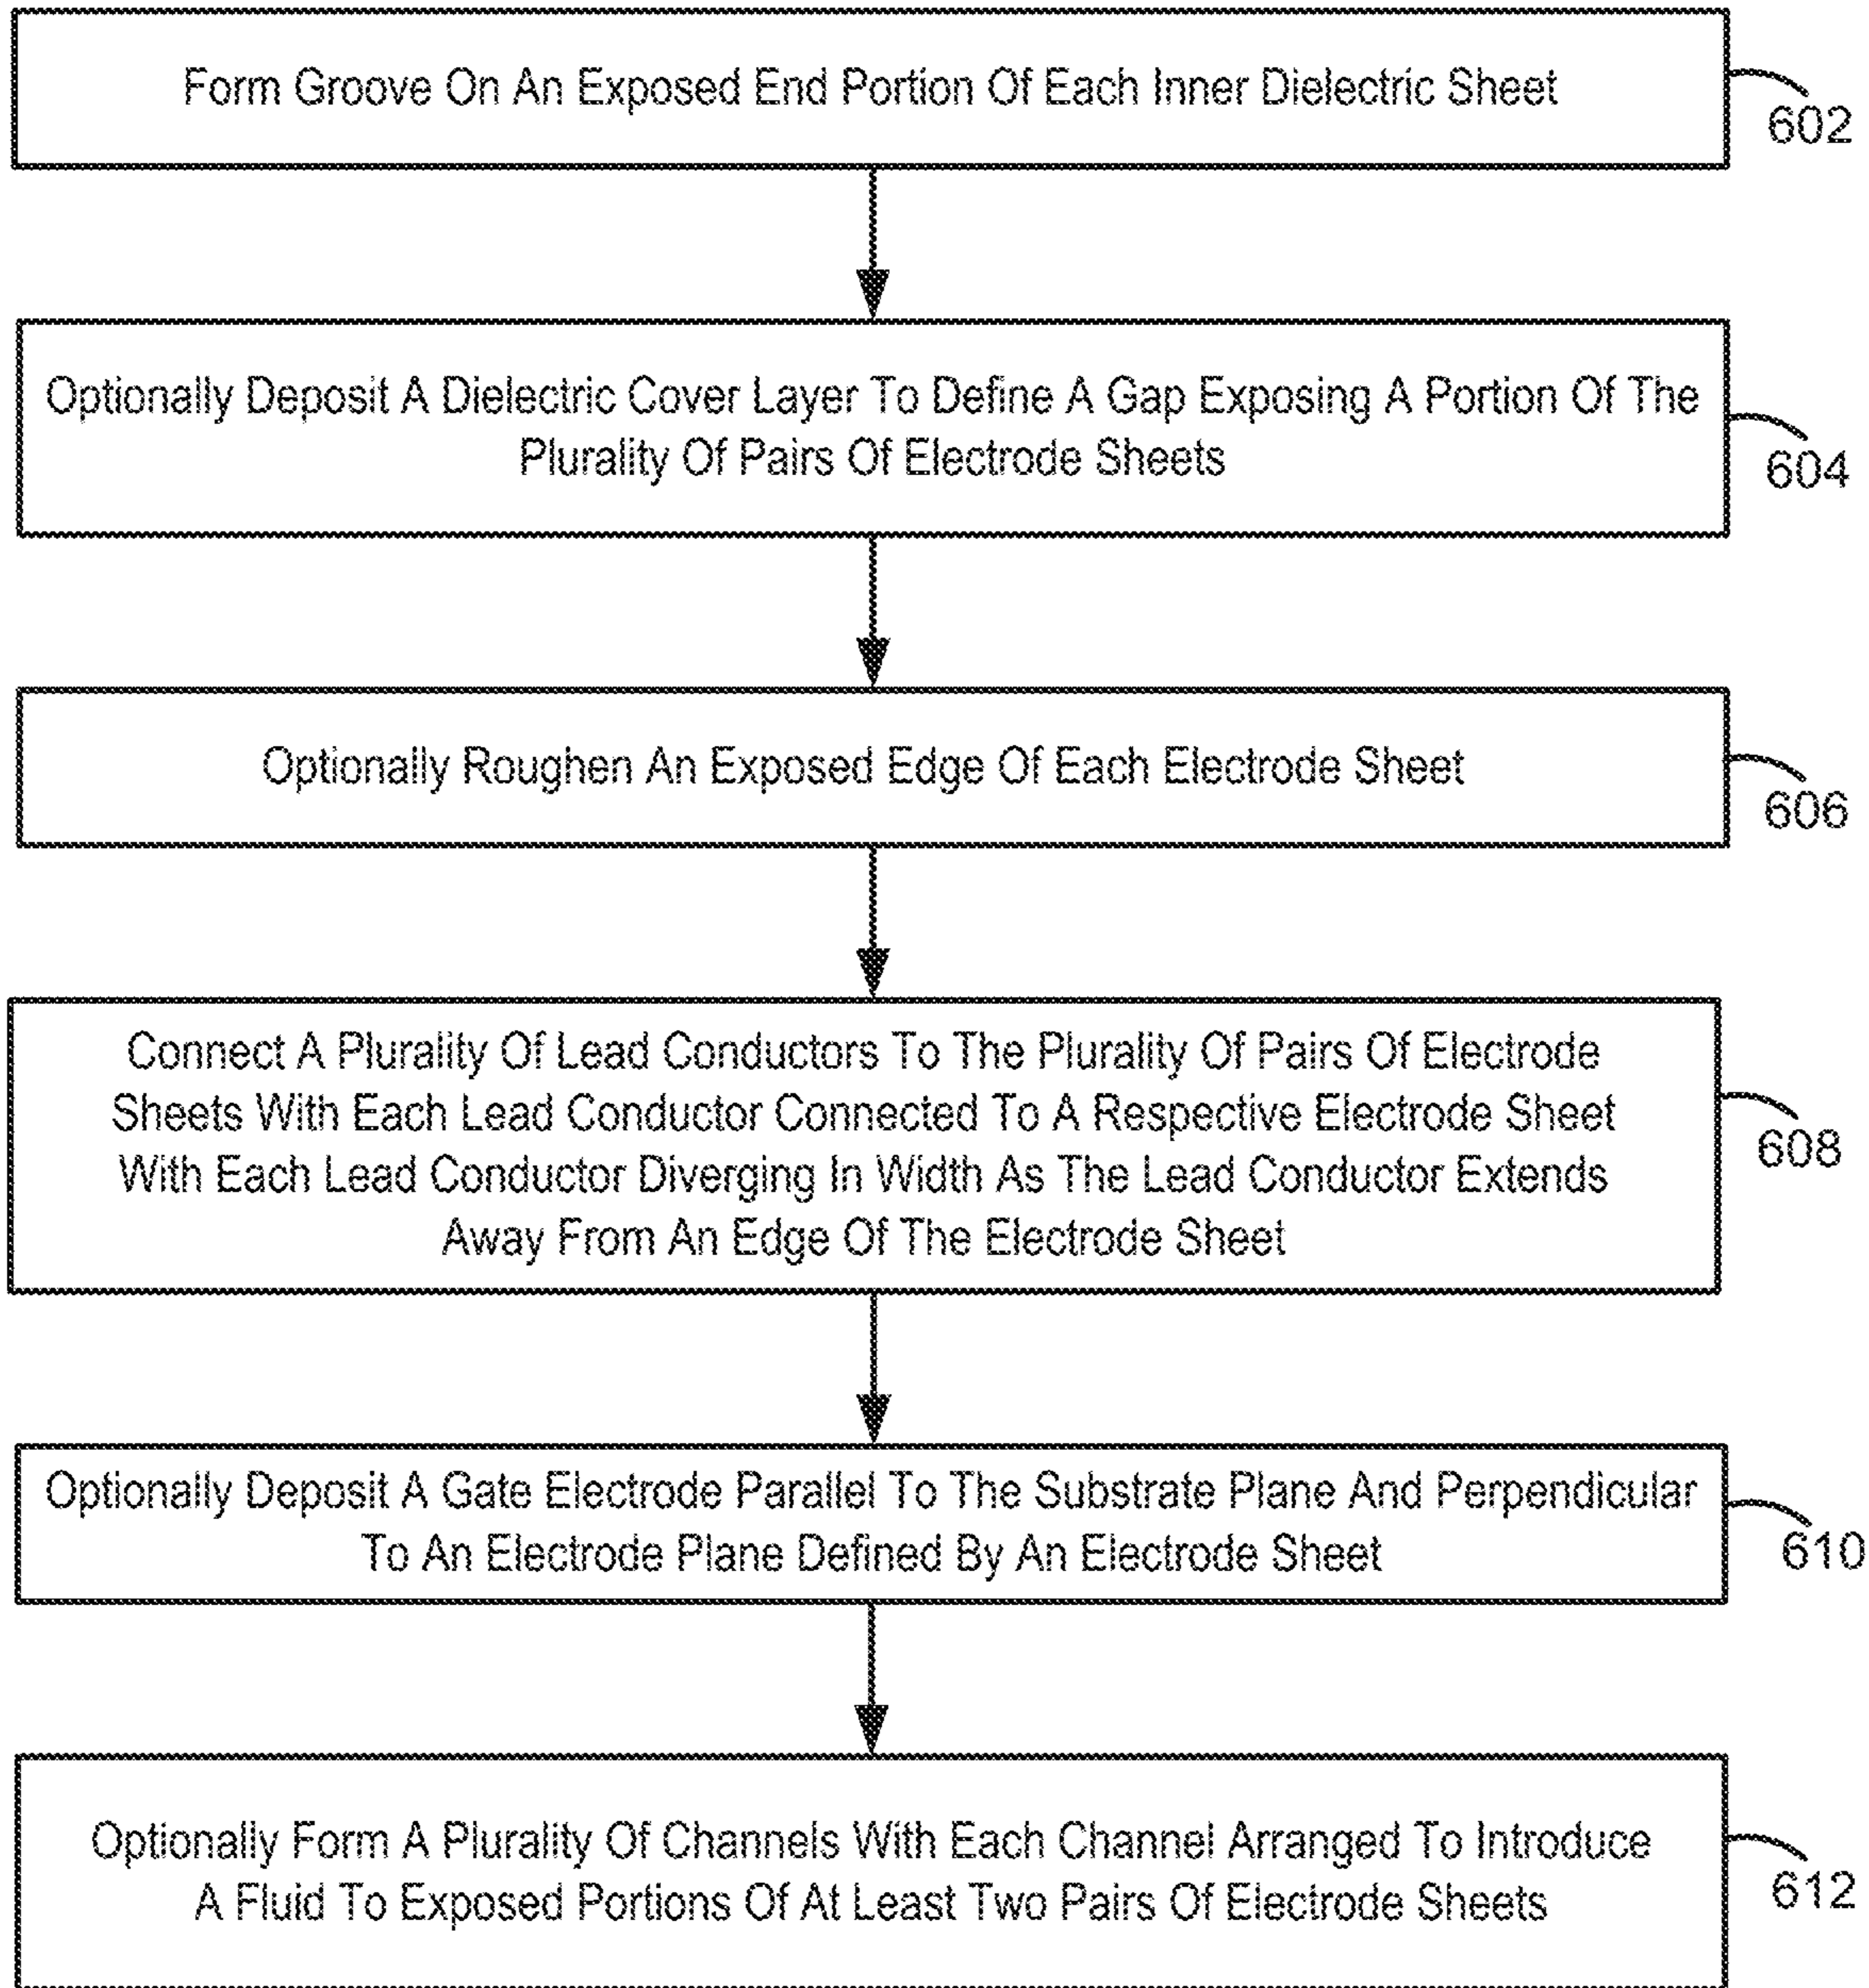 Form Groove On An Exposed End Portion Of Each Inner Dielectric Sheet
602
Optionally Deposit A Dielectric Cover Layer To Define A Gap Exposing A Portion Of The
Plurality Of Pairs Of Electrode Sheets
604
Optionally Roughen An Exposed Edge Of Each Electrode Sheet
606
Connect A Plurality Of Lead Conductors To The Plurality Of Pairs Of Electrode
Sheets With Each Lead Conductor Connected To A Respective Electrode Sheet
With Each Lead Conductor Diverging In Width As The Lead Conductor Extends
Away From An Edge Of The Electrode Sheet
608
Optionally Deposit A Gate Electrode Parallel To The Substrate Plane And Perpendicular
To An Electrode Plane Defined By An Electrode Sheet
610
Optionally Form A Plurality Of Channels With Each Channel Arranged To Introduce
A Fluid To Exposed Portions Of At Least Two Pairs Of Electrode Sheets
612